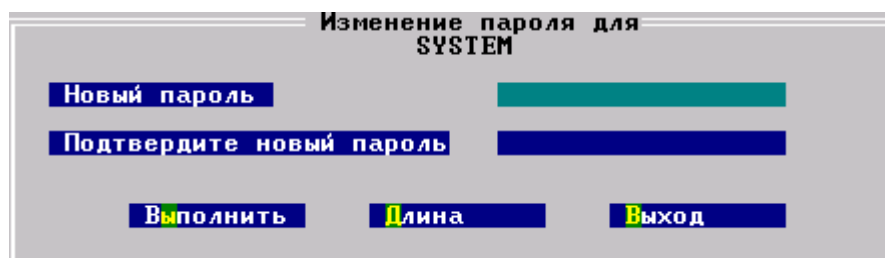 Изменение пароля для
SYSTEM
Новый пароль
Подтвердите новый пароль
Выполнить Длина Выход